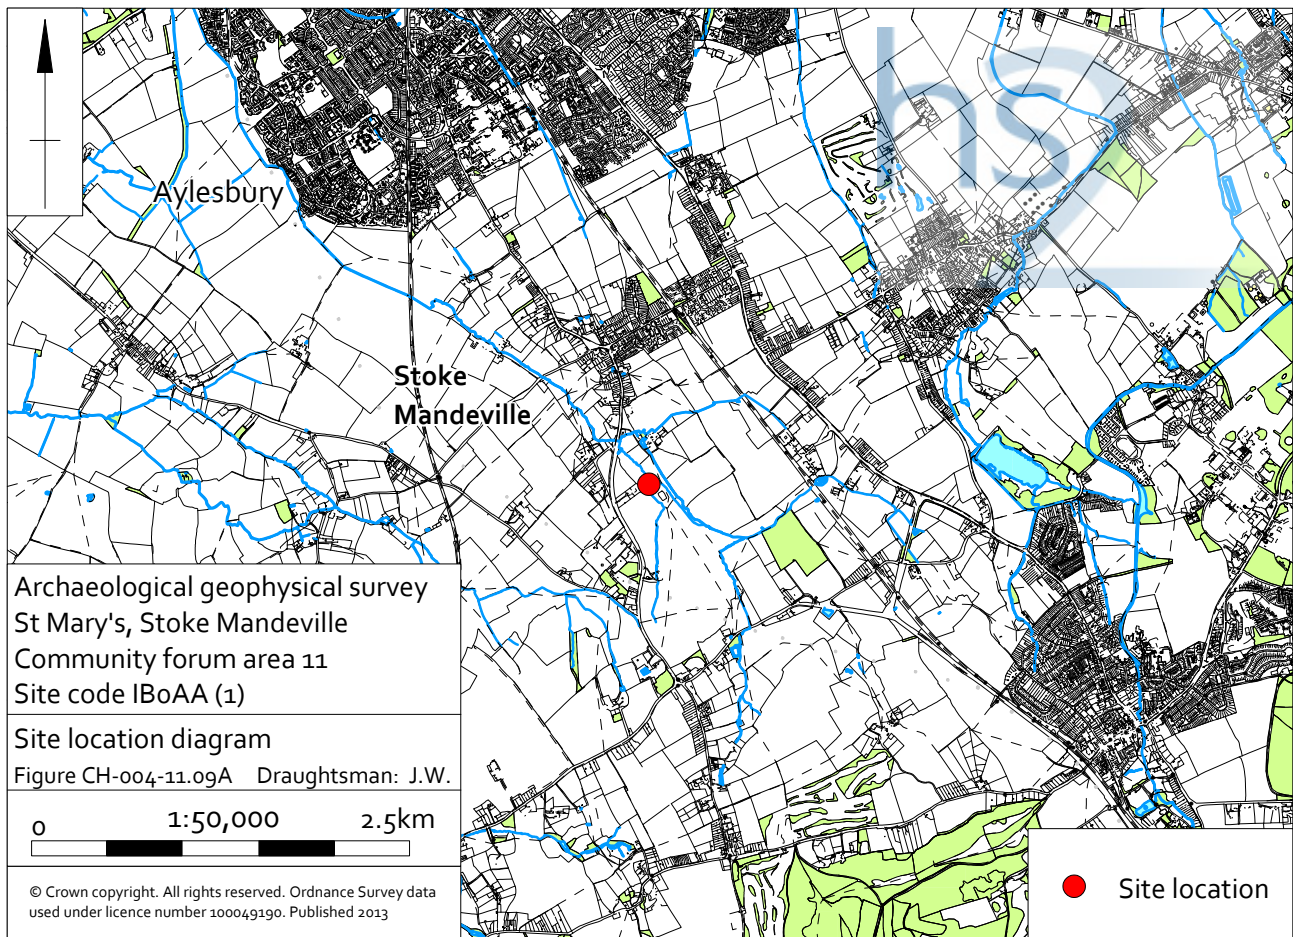 hs2
Aylesbury
Stoke
Mandeville
Archaeological geophysical survey
St Mary's, Stoke Mandeville
Community forum area 11
Site code IB0AA (1)
Site location diagram
Figure CH-004-11.09A Draughtsman: J.W.
0 1:50,000 2.5km
© Crown copyright. All rights reserved. Ordnance Survey data
used under licence number 100049190. Published 2013
Site location